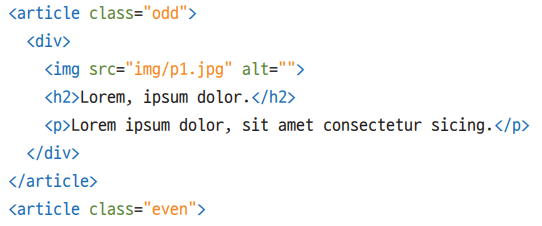 <article class="odd">
<div>
<img src="img/p1.jpg" alt="">
<h2>Lorem, ipsum dolor.</h2>
<p>Lorem ipsum dolor, sit amet consectetur sicing.</p>
</div>
</article>
<article class="even">